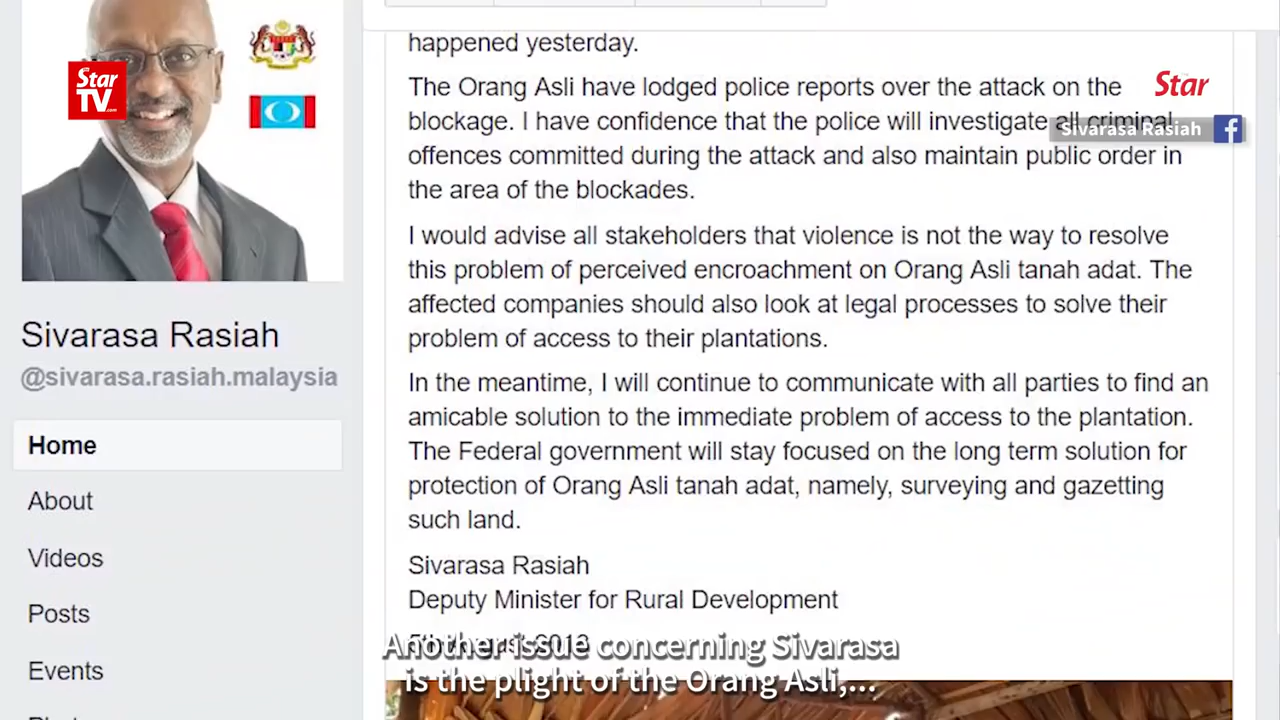 Star
TV.com
Star
Sivarasa Rasiah
happened yesterday.
The Orang Asli have lodged police reports over the attack on the
blockage. I have confidence that the police will investigate all criminal
offences committed during the attack and also maintain public order in
the area of the blockades.
I would advise all stakeholders that violence is not the way to resolve
this problem of perceived encroachment on Orang Asli tanah adat. The
affected companies should also look at legal processes to solve their
problem of access to their plantations.
In the meantime, I will continue to communicate with all parties to find an
amicable solution to the immediate problem of access to the plantation.
The Federal government will stay focused on the long term solution for
protection of Orang Asli tanah adat, namely, surveying and gazetting
such land.
Sivarasa Rasiah
Deputy Minister for Rural Development
Sivarasa Rasiah
@sivarasa.rasiah.malaysia
Home
About
Videos
Posts
Events
Another issue concerning Sivarasa
is the plight of the Orang Asli,...